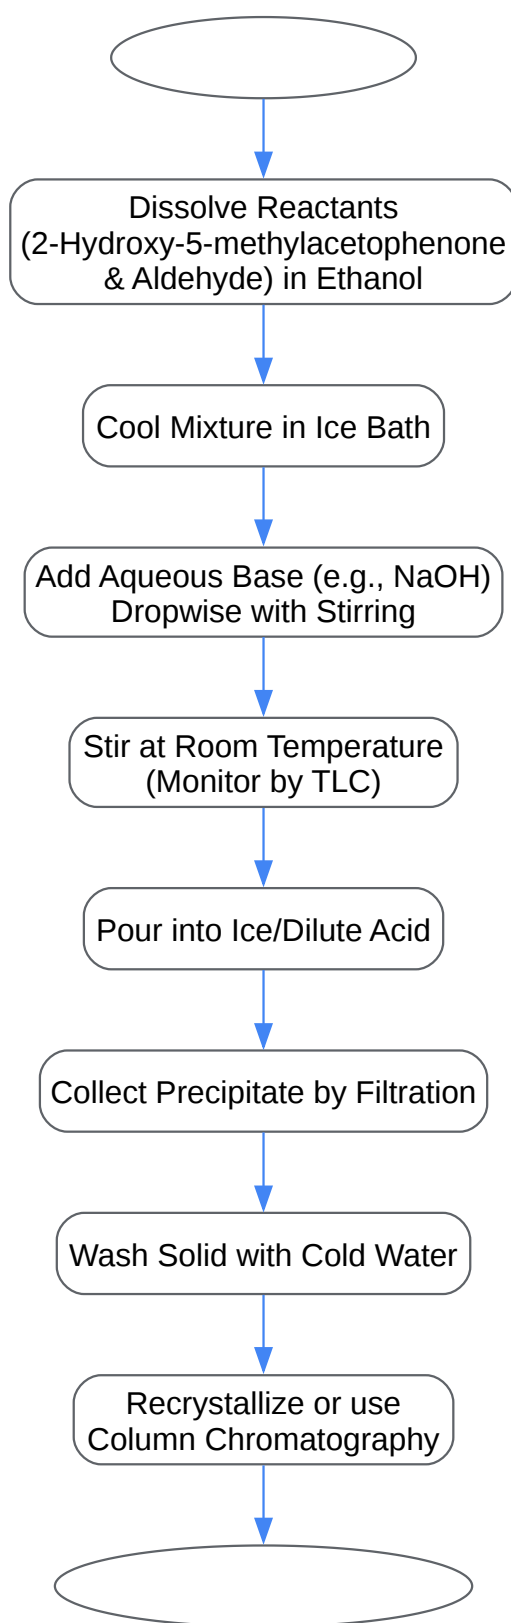 Dissolve Reactants
(2-Hydroxy-5-methylacetophenone
& Aldehyde) in Ethanol
Cool Mixture in Ice Bath
Add Aqueous Base (e.g., NaOH)
Dropwise with Stirring
Stir at Room Temperature
(Monitor by TLC)
Pour into Ice/Dilute Acid
Collect Precipitate by Filtration
Wash Solid with Cold Water
Recrystallize or use
Column Chromatography